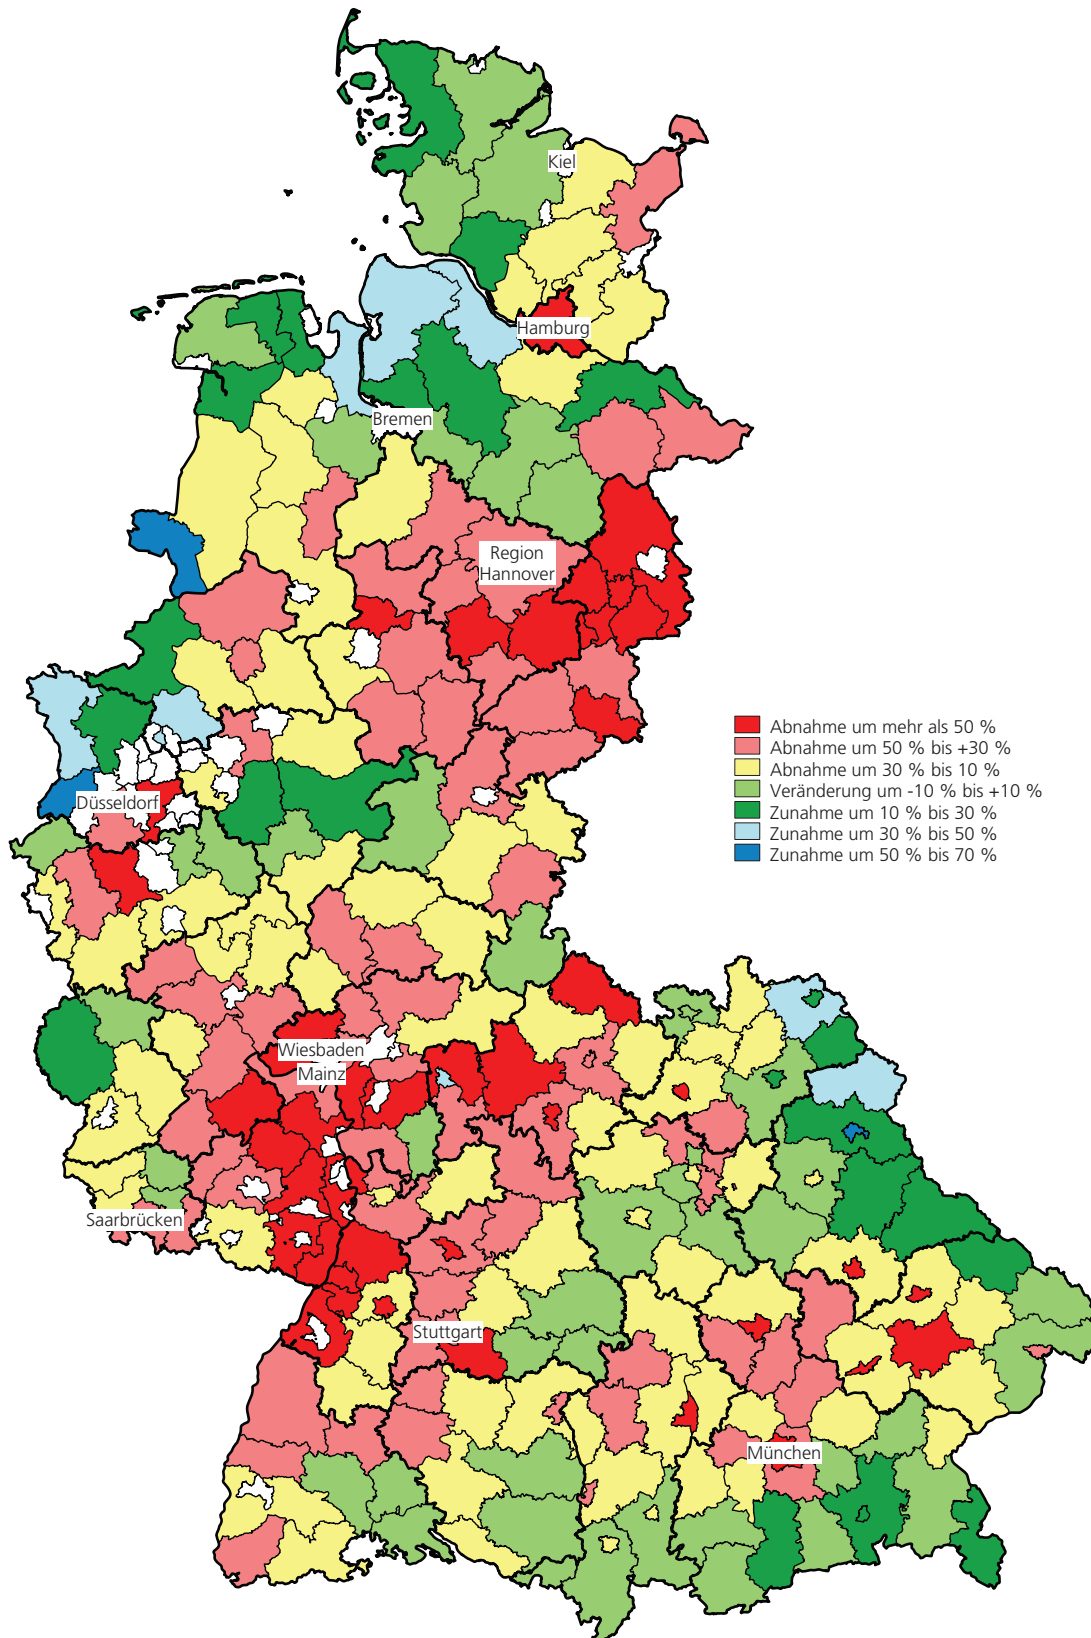 Kiel
Hamburg
Bremen
Region
Hannover
Abnahme um mehr als 50 %
Abnahme um 50 % bis +30 %
Abnahme um 30 % bis 10 %
Veränderung um -10 % bis +10 %
Zunahme um 10 % bis 30 %
Zunahme um 30 % bis 50 %
Zunahme um 50 % bis 70 %
Düsseldorf
Wiesbaden
Mainz
Saarbrücken
Stuttgart
München